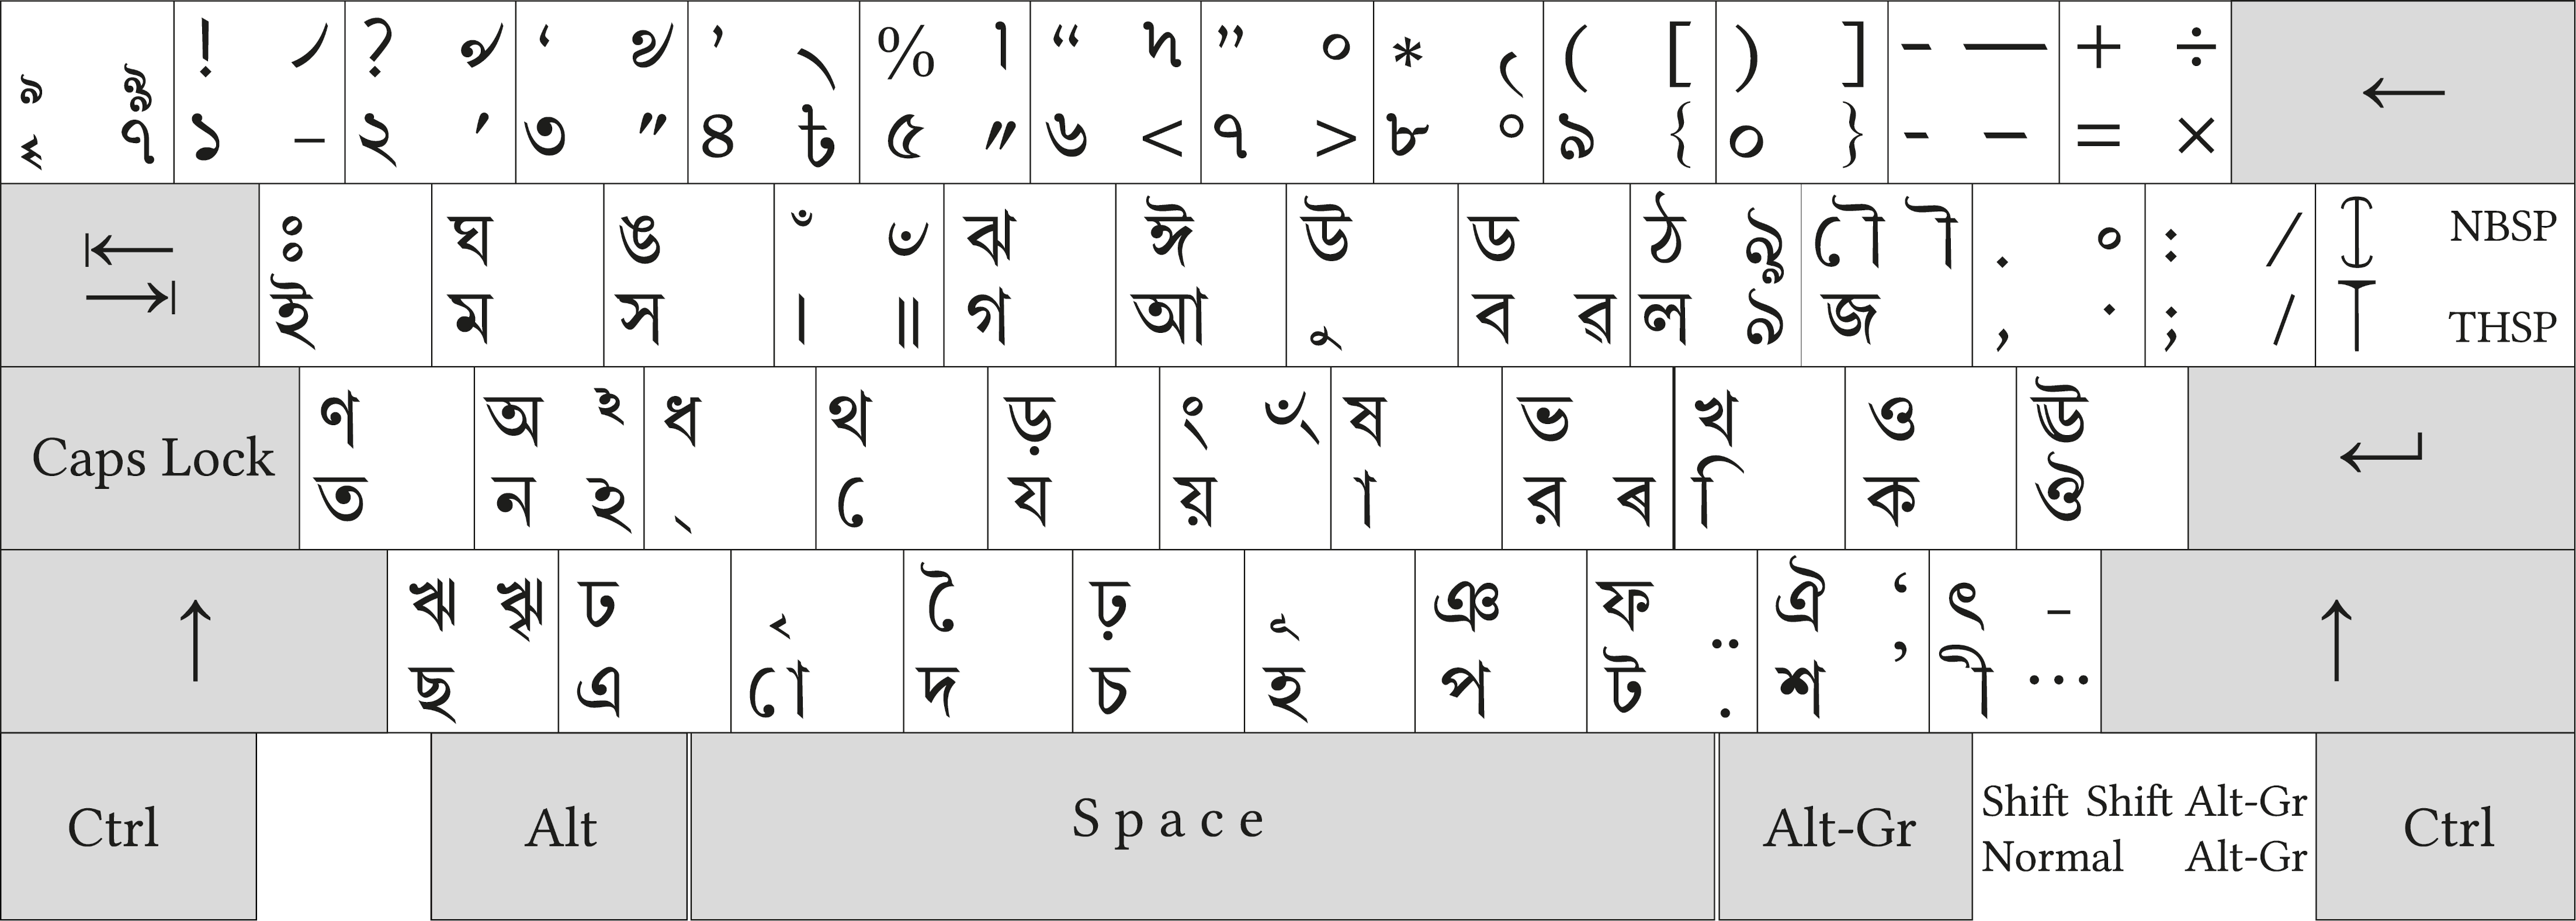 ! ? ‘ ’ % “ ” * ( [ ) ] - — + ÷ ←
১ – ২ ′ ৩ ″ ৪ ৳ ৫ ৬ < ৭ > ৮ ° ৯ { ০ } - – = ×
ঃ ঘ ঙ ঁ ঝ ঈ উ ড ঠ ৡ ৌ ৗ . : / NBSP
ই ম স । ॥ গ আ ু ব ৱ ল ঌ জ , · ; / THSP
Caps Lock
ণ অ ধ থ ড় ং ষ ভ খ ও ঊ
ত ন ্ ে য য় া র ৰ ি ক ঔ
↑ ঋ ৠ ঢ ৃ ৈ ঢ় ূ ঞ ফ ঐ ‘ ৎ - ↑
ছ এ ো দ চ হ প ট . শ ’ ী …
Ctrl Alt Space Alt-Gr Shift Shift Alt-Gr Ctrl
Normal Alt-Gr